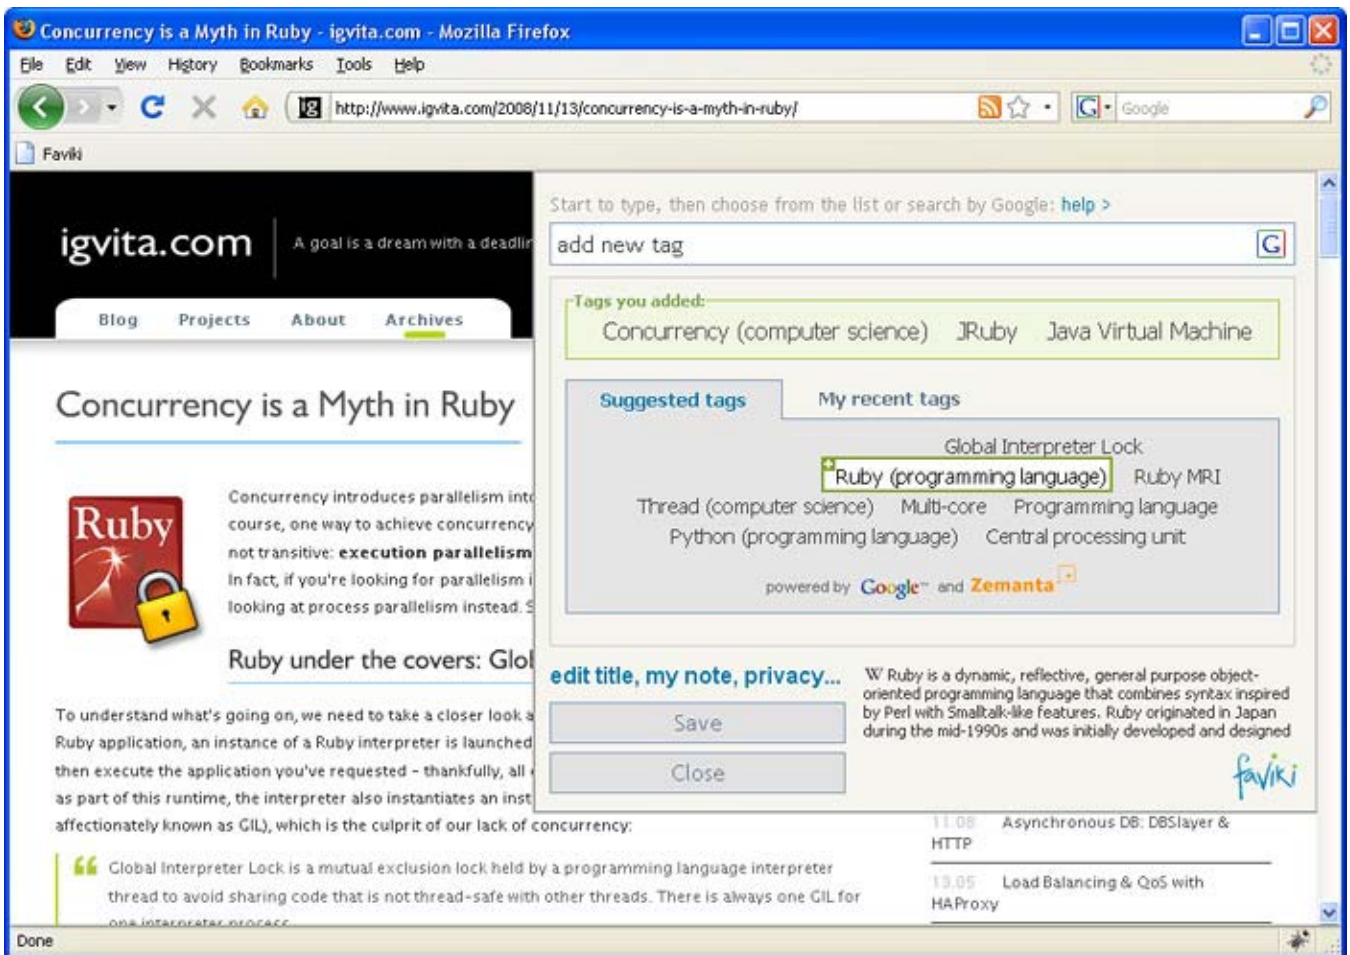 Concurrency is a Myth in Ruby - igvita.com - Mozilla Firefox
File Edit View History Bookmarks Tools Help
http://www.igvita.com/2008/11/13/concurrency-is-a-myth-in-ruby/
G Google
Faviki
igvita.com
A goal is a dream with a deadlin
Blog Projects About Archives
Concurrency is a Myth in Ruby
Ruby
Concurrency introduces parallelism int
course, one way to achieve concurrency
not transitive: execution parallelism
In fact, if you're looking for parallelism i
looking at process parallelism instead. S
Ruby under the covers: Glo
To understand what's going on, we need to take a closer look a
Ruby application, an instance of a Ruby interpreter is launched
then execute the application you've requested - thankfully, all
as part of this runtime, the interpreter also instantiates an inst
affectionately known as GIL), which is the culprit of our lack of concurrency:
Global Interpreter Lock is a mutual exclusion lock held by a programming language interpreter
thread to avoid sharing code that is not thread-safe with other threads. There is always one GIL for
one interpreter process.
Start to type, then choose from the list or search by Google: help >
add new tag
G
Tags you added:
Concurrency (computer science) JRuby Java Virtual Machine
Suggested tags My recent tags
Global Interpreter Lock
Ruby (programming language) Ruby MRI
Thread (computer science) Multi-core Programming language
Python (programming language) Central processing unit
powered by Google™ and Zemanta
edit title, my note, privacy...
Save
Close
W Ruby is a dynamic, reflective, general purpose object-
oriented programming language that combines syntax inspired
by Perl with Smalltalk-like features. Ruby originated in Japan
during the mid-1990s and was initially developed and designed
faviki
11.08 Asynchronous DB: DBSlayer &
HTTP
13.05 Load Balancing & QoS with
HAProxy
Done